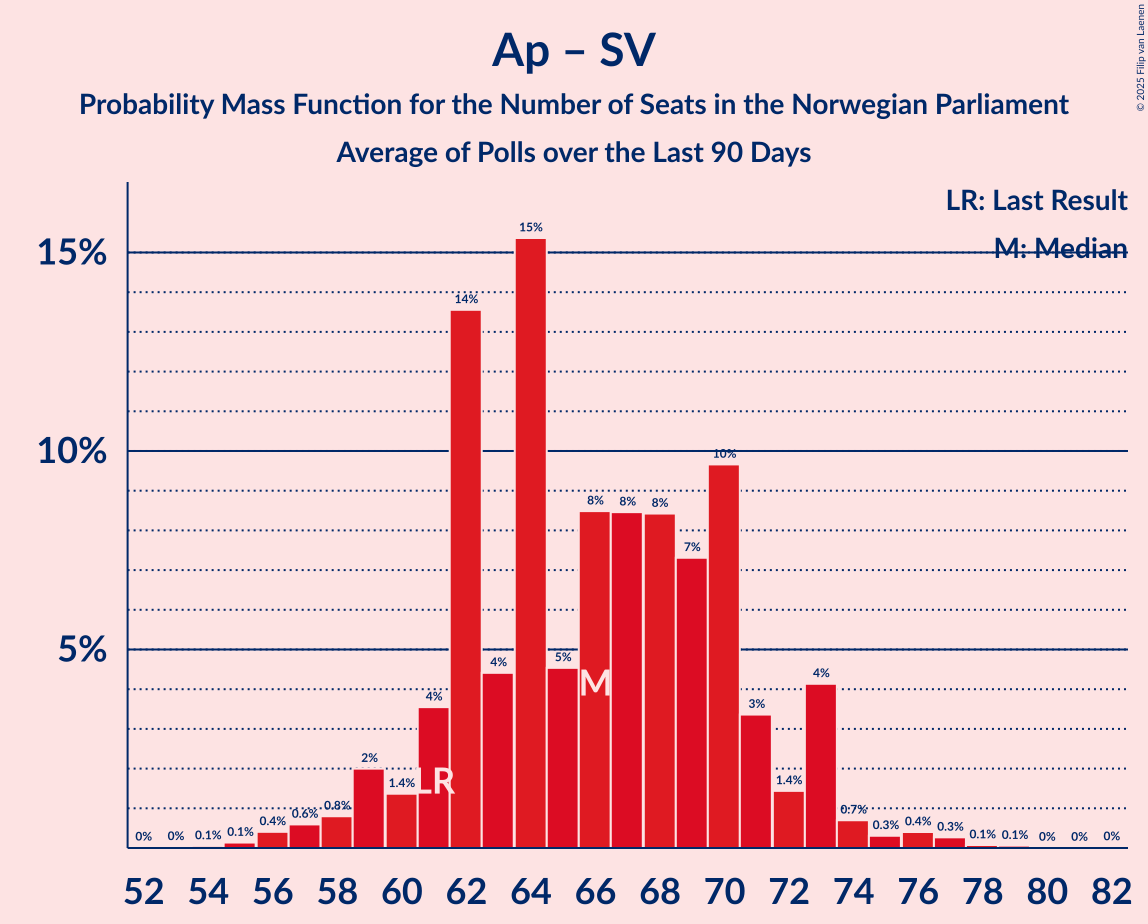 Ap – SV
Probability Mass Function for the Number of Seats in the Norwegian Parliament
Average of Polls over the Last 90 Days
© 2025 Filip van Laenen
LR: Last Result
M: Median
15%
10%
5%
0% 0% 0.1% 0.1% 0.4% 0.6% 0.8% 2% 1.4% 4% 14% 4% 15% 5% 8% 8% 8% 7% 10% 3% 1.4% 4% 0.7% 0.3% 0.4% 0.3% 0.1% 0.1% 0% 0% 0%
LR
M
52 54 56 58 60 62 64 66 68 70 72 74 76 78 80 82